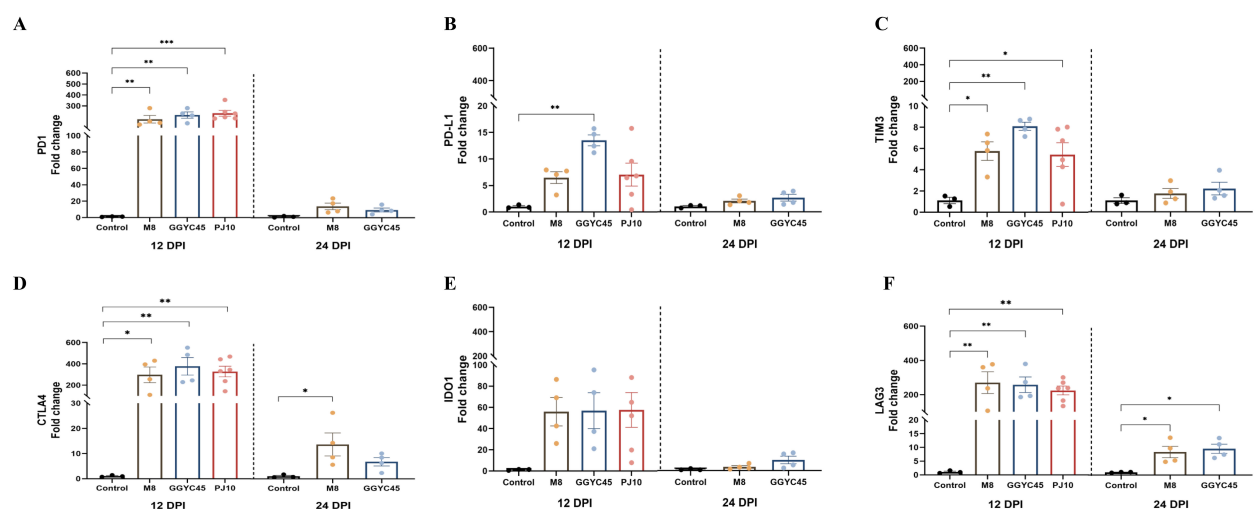 A
B
C
***
**
**
**
*
**
*
PD1
Fold change
600
500
400
300
100
80
60
40
20
0
Control M8 GGYC45 PJ10 Control M8 GGYC45
12 DPI 24 DPI
PD-L1
Fold change
600
400
20
15
10
5
0
Control M8 GGYC45 PJ10 Control M8 GGYC45
12 DPI 24 DPI
TIM3
Fold change
600
400
200
10
8
6
4
2
0
Control M8 GGYC45 PJ10 Control M8 GGYC45
12 DPI 24 DPI
D
E
F
**
**
*
*
**
**
**
*
*
CTLA4
Fold change
600
400
200
30
20
10
0
Control M8 GGYC45 PJ10 Control M8 GGYC45
12 DPI 24 DPI
IDO1
Fold change
600
400
200
100
80
60
40
20
0
Control M8 GGYC45 PJ10 Control M8 GGYC45
12 DPI 24 DPI
LAG3
Fold change
600
400
200
20
15
10
5
0
Control M8 GGYC45 PJ10 Control M8 GGYC45
12 DPI 24 DPI